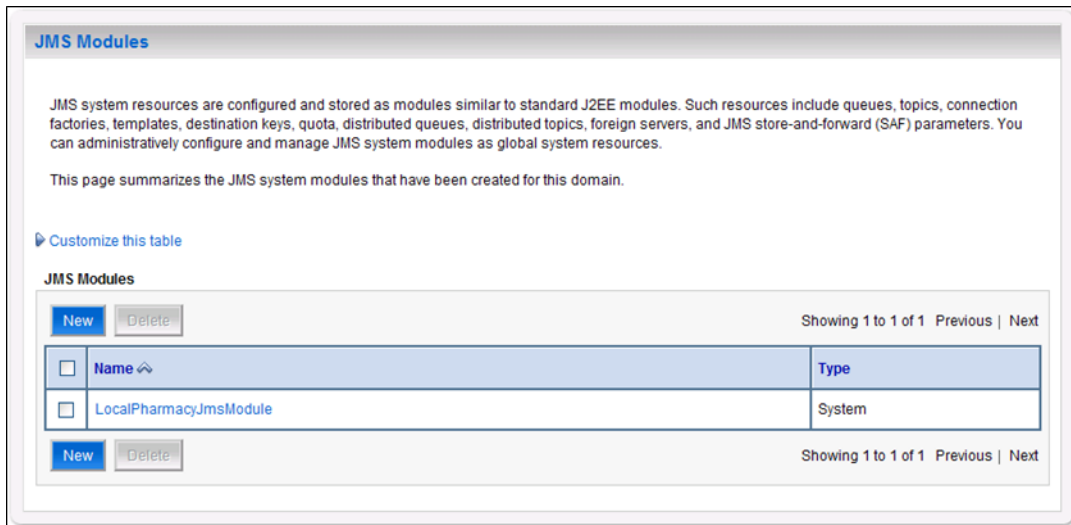 JMS Modules
JMS system resources are configured and stored as modules similar to standard J2EE modules. Such resources include queues, topics, connection
factories, templates, destination keys, quota, distributed queues, distributed topics, foreign servers, and JMS store-and-forward (SAF) parameters. You
can administratively configure and manage JMS system modules as global system resources.
This page summarizes the JMS system modules that have been created for this domain.
Customize this table
JMS Modules
New Delete Showing 1 to 1 of 1 Previous | Next
Name Type
LocalPharmacyJmsModule System
New Delete Showing 1 to 1 of 1 Previous | Next